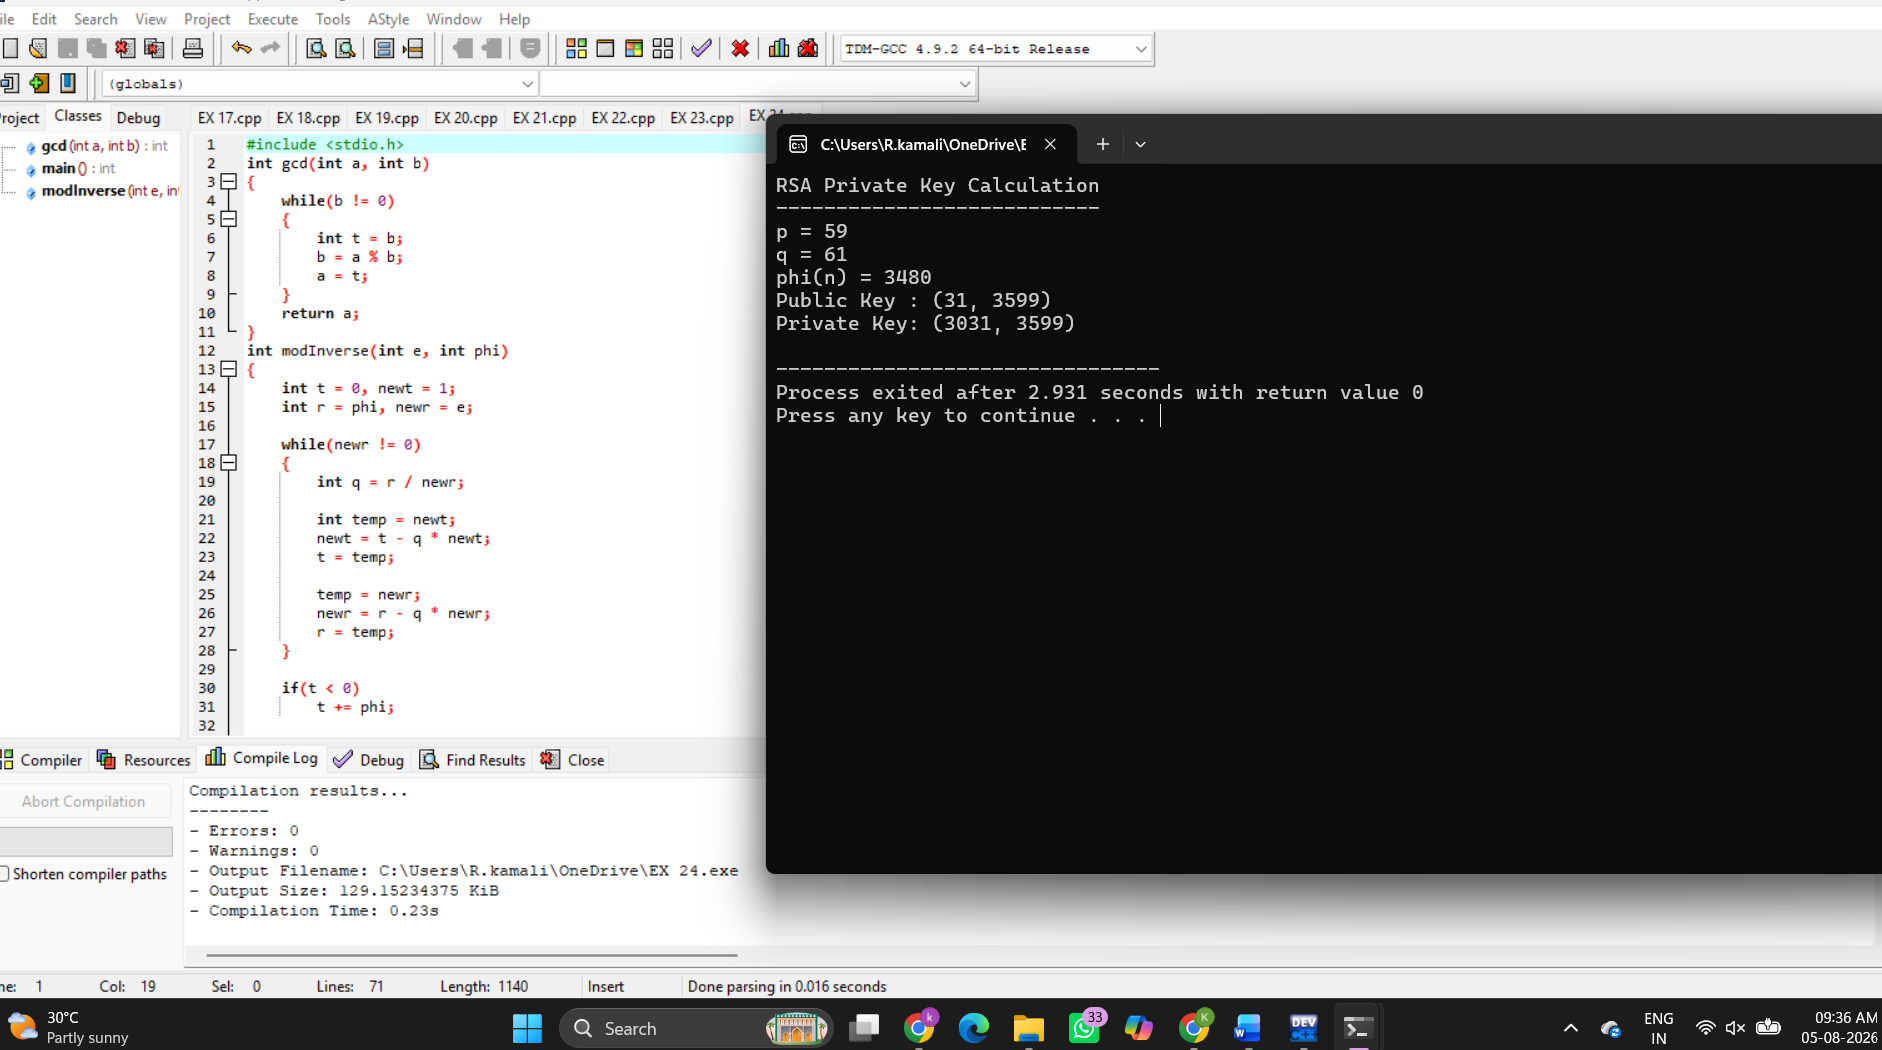 File Edit Search View Project Execute Tools AStyle Window Help
TDM-GCC 4.9.2 64-bit Release
(globals)
Project Classes Debug
gcd (int a, int b) : int
main () : int
modInverse (int e, int
EX 17.cpp EX 18.cpp EX 19.cpp EX 20.cpp EX 21.cpp EX 22.cpp EX 23.cpp EX 24.cpp
1 #include <stdio.h>
2 int gcd(int a, int b)
3 {
4 while(b != 0)
5 {
6 int t = b;
7 b = a % b;
8 a = t;
9 }
10 return a;
11 }
12 int modInverse(int e, int phi)
13 {
14 int t = 0, newt = 1;
15 int r = phi, newr = e;
16
17 while(newr != 0)
18 {
19 int q = r / newr;
20
21 int temp = newt;
22 newt = t - q * newt;
23 t = temp;
24
25 temp = newr;
26 newr = r - q * newr;
27 r = temp;
28 }
29
30 if(t < 0)
31 t += phi;
32
C:\Users\R.kamali\OneDrive\E
RSA Private Key Calculation
---------------------------
p = 59
q = 61
phi(n) = 3480
Public Key : (31, 3599)
Private Key: (3031, 3599)
--------------------------------
Process exited after 2.931 seconds with return value 0
Press any key to continue . . .
Compiler Resources Compile Log Debug Find Results Close
Abort Compilation
Shorten compiler paths
Compilation results...
--------
- Errors: 0
- Warnings: 0
- Output Filename: C:\Users\R.kamali\OneDrive\EX 24.exe
- Output Size: 129.15234375 KiB
- Compilation Time: 0.23s
ne: 1 Col: 19 Sel: 0 Lines: 71 Length: 1140 Insert Done parsing in 0.016 seconds
30°C
Partly sunny
Search
k
33
K
W
DEV
ENG
IN
09:36 AM
05-08-2026